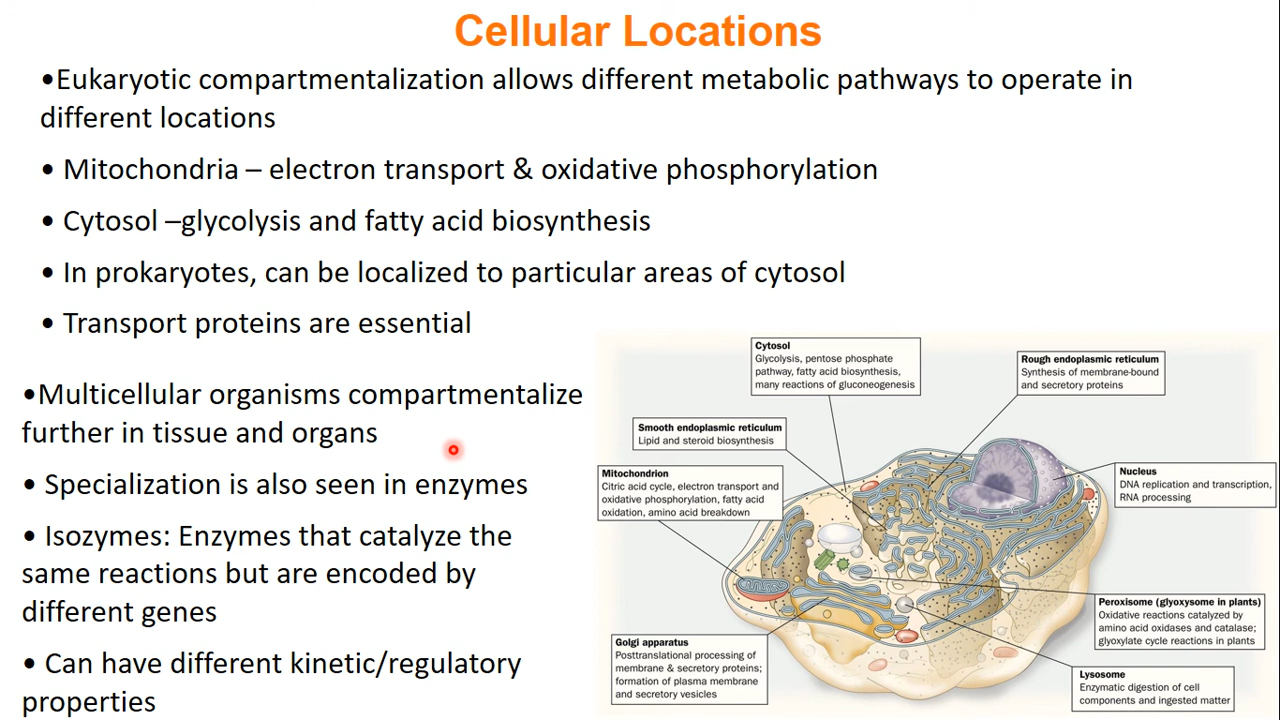 Cellular Locations
•Eukaryotic compartmentalization allows different metabolic pathways to operate in
different locations
• Mitochondria – electron transport & oxidative phosphorylation
• Cytosol –glycolysis and fatty acid biosynthesis
• In prokaryotes, can be localized to particular areas of cytosol
• Transport proteins are essential
•Multicellular organisms compartmentalize
further in tissue and organs
• Specialization is also seen in enzymes
• Isozymes: Enzymes that catalyze the
same reactions but are encoded by
different genes
• Can have different kinetic/regulatory
properties
Cytosol
Glycolysis, pentose phosphate
pathway, fatty acid biosynthesis,
many reactions of gluconeogenesis
Rough endoplasmic reticulum
Synthesis of membrane-bound
and secretory proteins
Smooth endoplasmic reticulum
Lipid and steroid biosynthesis
Mitochondrion
Citric acid cycle, electron transport and
oxidative phosphorylation, fatty acid
oxidation, amino acid breakdown
Nucleus
DNA replication and transcription,
RNA processing
Peroxisome (glyoxysome in plants)
Oxidative reactions catalyzed by
amino acid oxidases and catalase;
glyoxylate cycle reactions in plants
Golgi apparatus
Posttranslational processing of
membrane & secretory proteins;
formation of plasma membrane
and secretory vesicles
Lysosome
Enzymatic digestion of cell
components and ingested matter